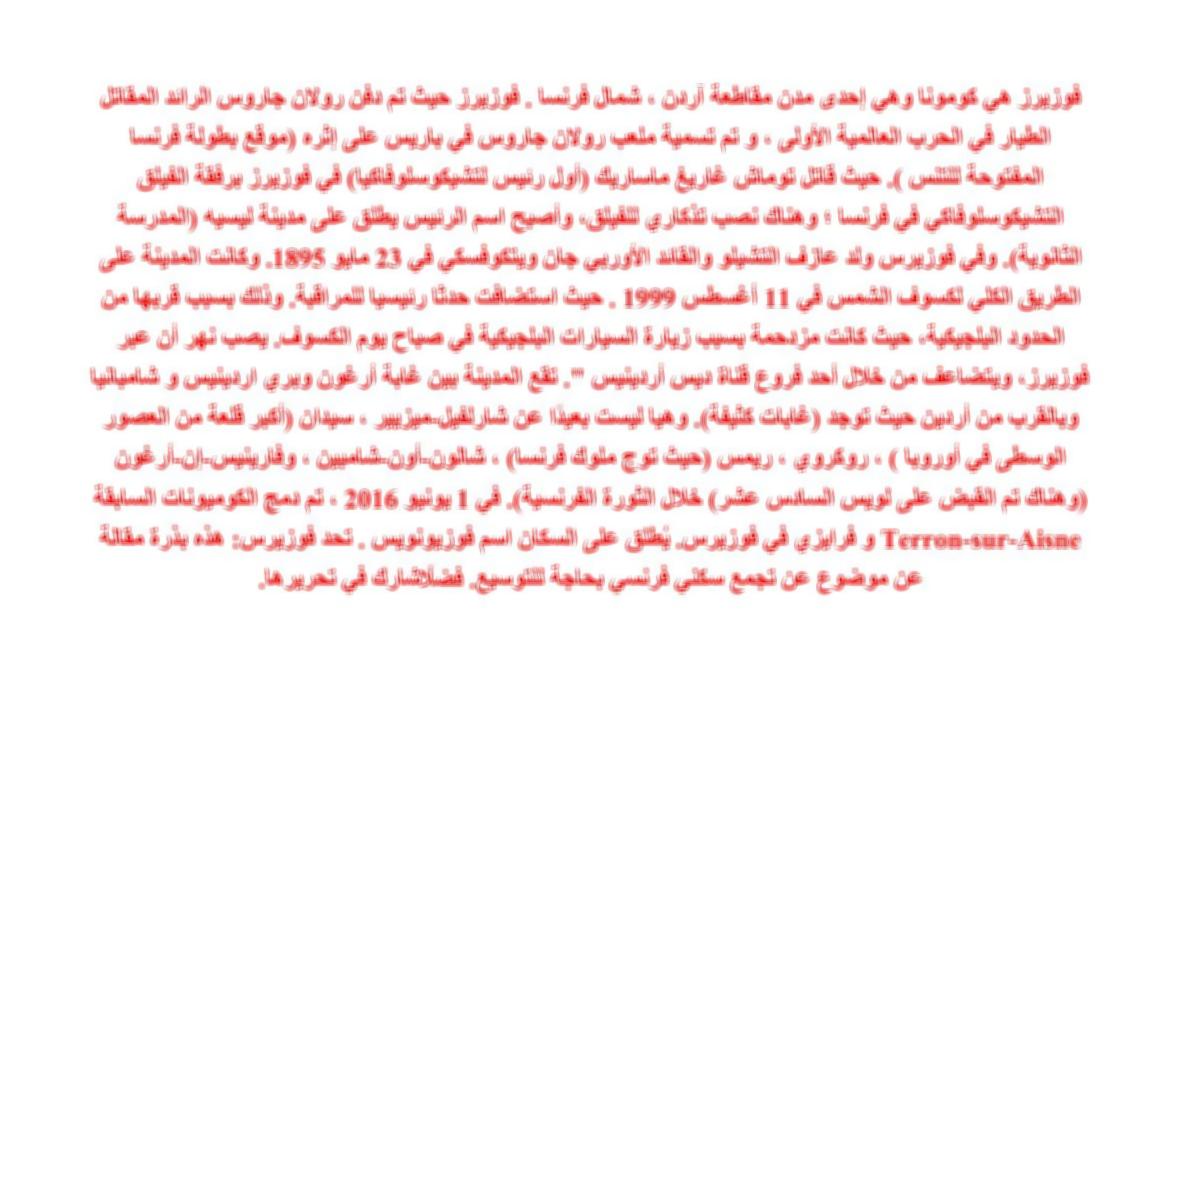 فوزيرز هي كومونا وهي إحدى مدن مقاطعة أردن ، شمال فرنسا . فوزيرز حيث تم دفن رولان جاروس الرائد المقاتل
الطيار في الحرب العالمية الأولى ، و تم تسمية ملعب رولان جاروس في باريس على إثره (موقع بطولة فرنسا
المفتوحة للتنس ). حيث قاتل توماش غاريغ ماساريك (أول رئيس لتشيكوسلوفاكيا) في فوزيرز برفقة الفيلق
التشيكوسلوفاكي في فرنسا ؛ وهناك نصب تذكاري للفيلق، وأصبح اسم الرئيس يطلق على مدينة ليسيه (المدرسة
الثانوية). وفي فوزيرس ولد عازف التشيلو والقائد الأوربي جان ويتكوفسكي في 23 مايو 1895. وكانت المدينة على
الطريق الكلي لكسوف الشمس في 11 أغسطس 1999 . حيث استضافت حدثا رئيسيا للمراقبة. وذلك بسبب قربها من
الحدود البلجيكية، حيث كانت مزدحمة بسبب زيارة السيارات البلجيكية في صباح يوم الكسوف. يصب نهر أن عبر
فوزيرز، ويتضاعف من خلال أحد فروع قناة ديس أردينيس "". تقع المدينة بين غابة أرغون وبري اردينيس و شامبانيا
وبالقرب من أردين حيث توجد (غابات كثيفة). وهيا ليست بعيدًا عن شارلفيل-ميزيير ، سيدان (أكبر قلعة من العصور
الوسطى في أوروبا ) ، روكروي ، ريمس (حيث توج ملوك فرنسا) ، شالون-أون-شامبين ، وفارينيس-إن-أرغون
(وهناك تم القبض على لويس السادس عشر) خلال الثورة الفرنسية). في 1 يونيو 2016 ، تم دمج الكوميونات السابقة
Terron-sur-Aisne و فرايزي في فوزيرس. يُطلق على السكان اسم فوزيونويس . تحد فوزيرس: هذه بذرة مقالة
عن موضوع عن تجمع سكني فرنسي بحاجة للتوسيع. فضلًاشارك في تحريرها.